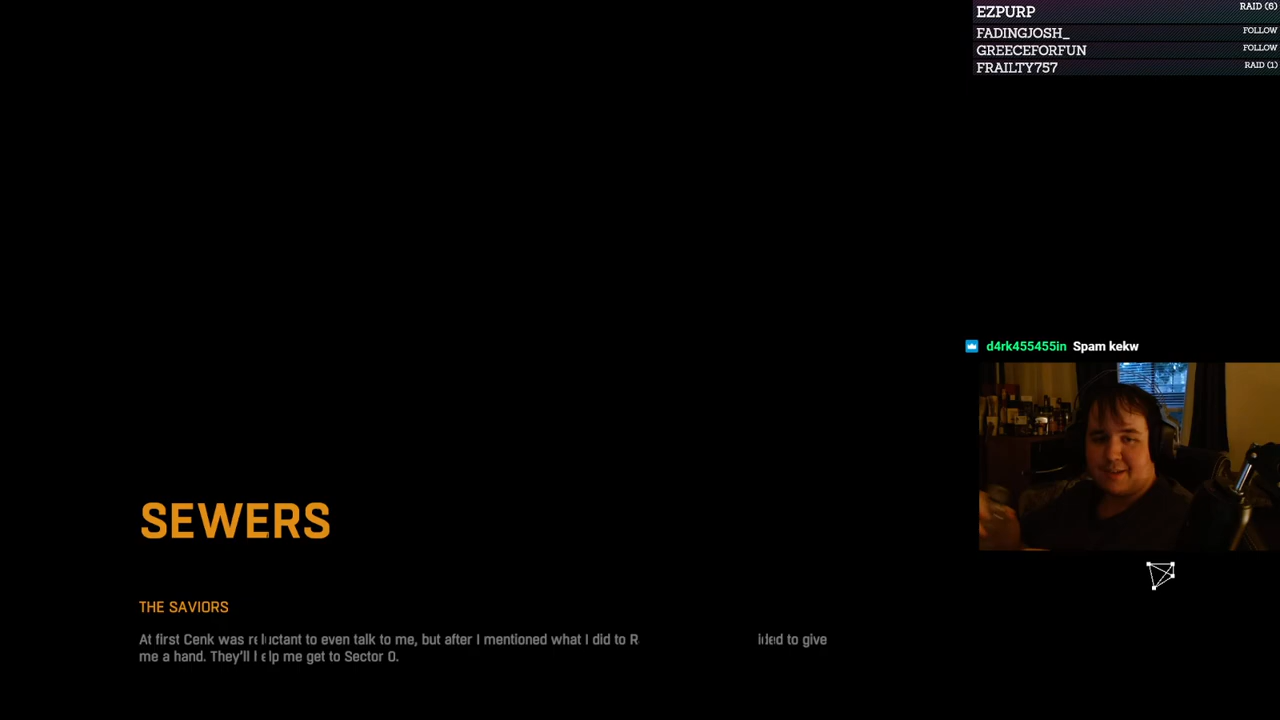 EZPURP RAID (6)
FADINGJOSH_ FOLLOW
GREECEFORFUN FOLLOW
FRAILTY757 RAID (1)
d4rk455455in Spam kekw
SEWERS
THE SAVIORS
At first Cenk was reluctant to even talk to me, but after I mentioned what I did to R to give
me a hand. They'll help me get to Sector 0.